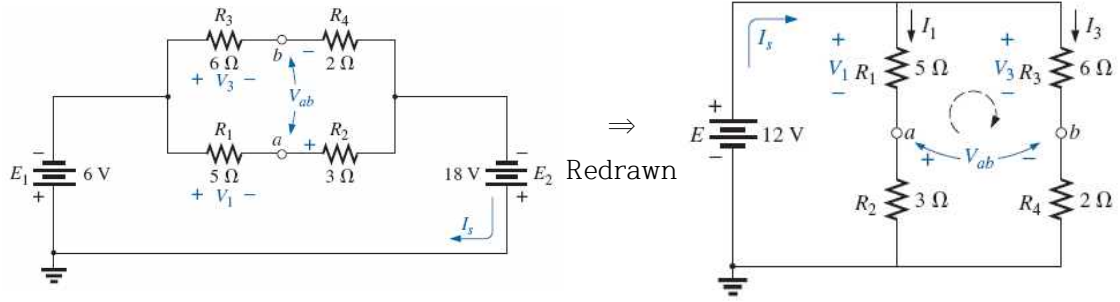 R3
6 Ω
+ V3 −
b
−
R4
2 Ω
Vab
R1
5 Ω
+ V1 −
a
+
R2
3 Ω
E1
−
+
6 V
18 V
−
+
E2
Is
⇒
Redrawn
Is
E
+
−
12 V
I1
+
V1
−
R1
5 Ω
I3
+
V3
−
R3
6 Ω
a
b
+ Vab −
R2
3 Ω
R4
2 Ω